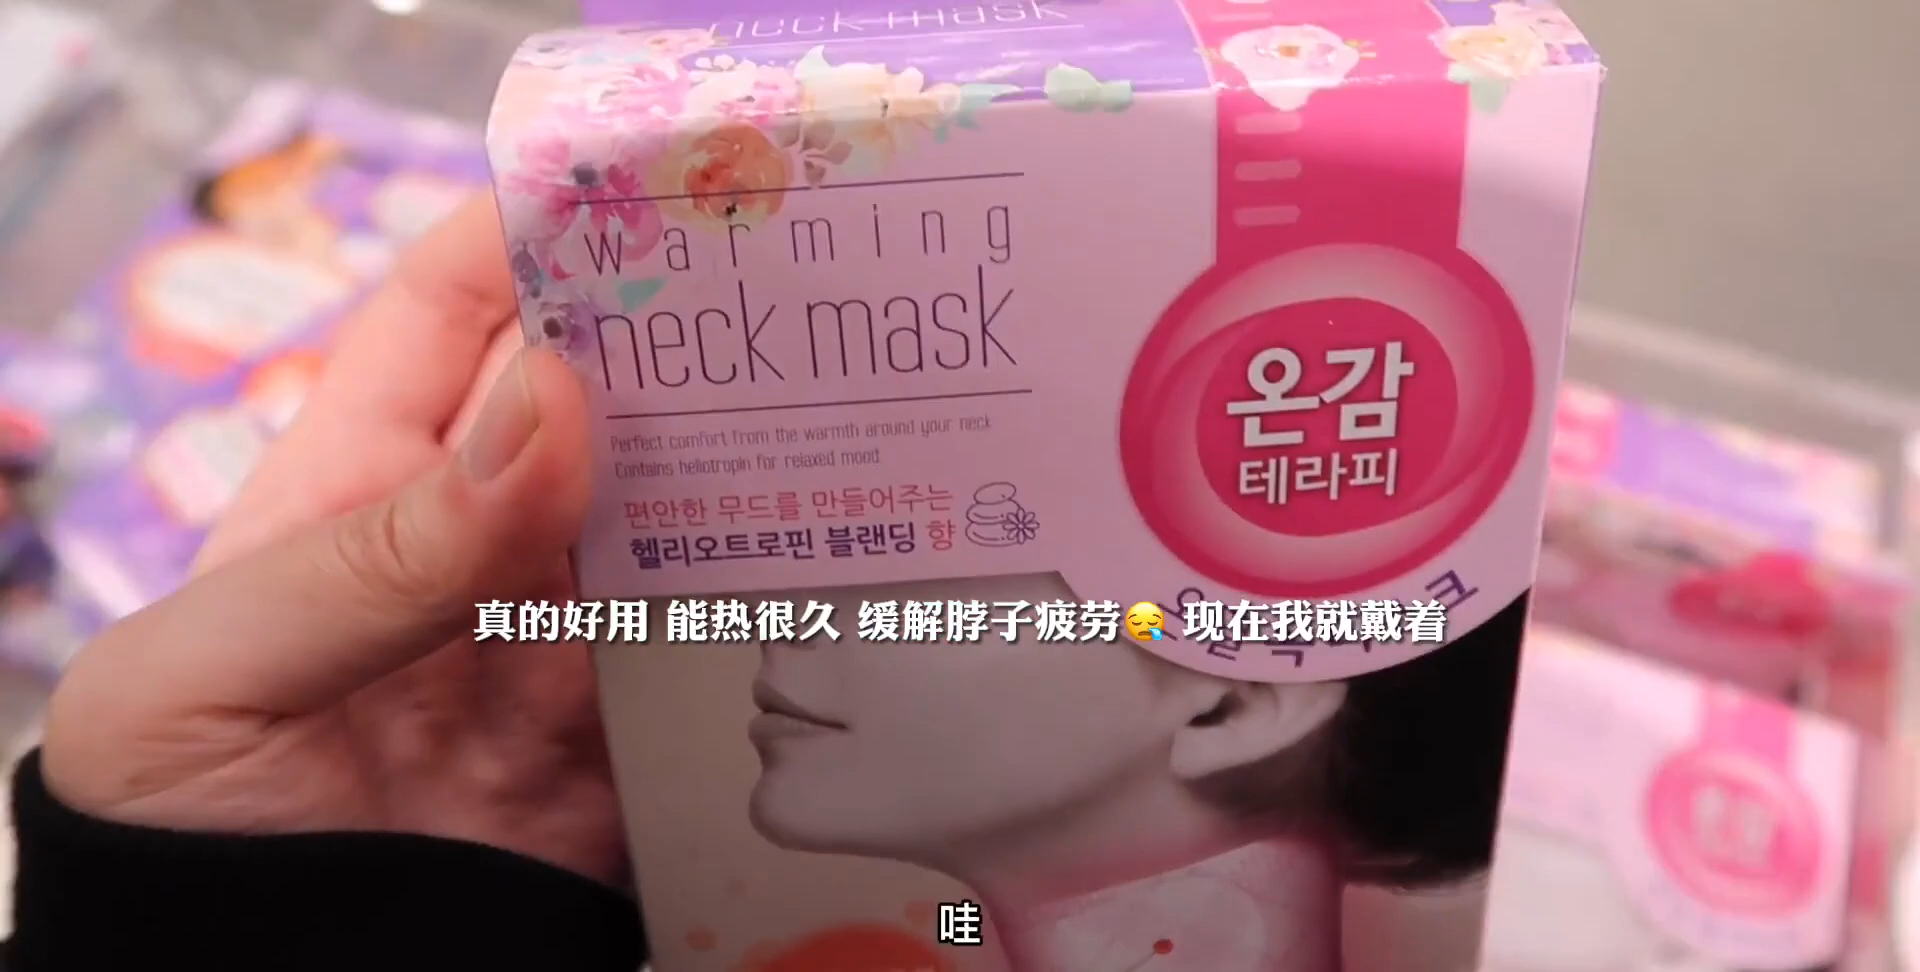 neck mask
warming
neck mask
Perfect comfort from the warmth around your neck
Contains heliotropin for relaxed mood
편안한 무드를 만들어주는
헬리오트로핀 블랜딩 향
온감
테라피
真的好用 能热很久 缓解脖子疲劳😪 现在我就戴着
哇